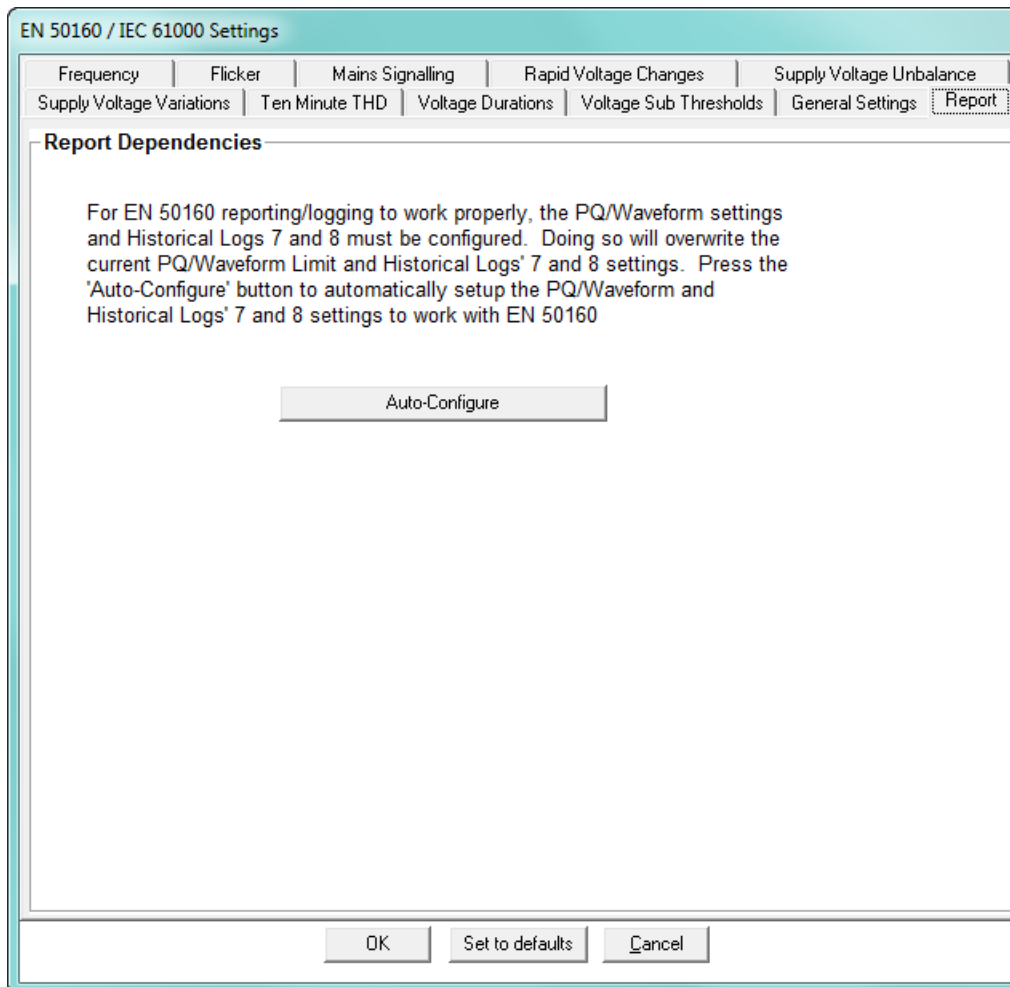 EN 50160 / IEC 61000 Settings
Frequency Flicker Mains Signalling Rapid Voltage Changes Supply Voltage Unbalance
Supply Voltage Variations Ten Minute THD Voltage Durations Voltage Sub Thresholds General Settings Report
Report Dependencies
For EN 50160 reporting/logging to work properly, the PQ/Waveform settings
and Historical Logs 7 and 8 must be configured.  Doing so will overwrite the
current PQ/Waveform Limit and Historical Logs' 7 and 8 settings.  Press the
'Auto-Configure' button to automatically setup the PQ/Waveform and
Historical Logs' 7 and 8 settings to work with EN 50160
Auto-Configure
OK Set to defaults Cancel